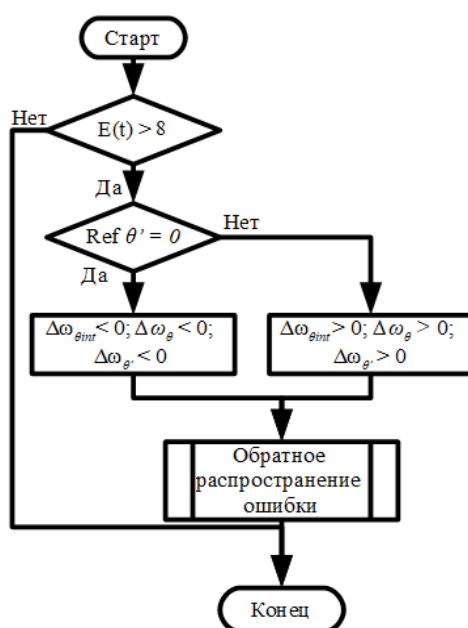 Старт
Нет
E(t) > 8
Да
Ref θ’ = 0
Нет
Да
Δω_θint < 0; Δω_θ < 0;
Δω_θ' < 0
Δω_θint > 0; Δω_θ > 0;
Δω_θ' > 0
Обратное
распространение
ошибки
Конец